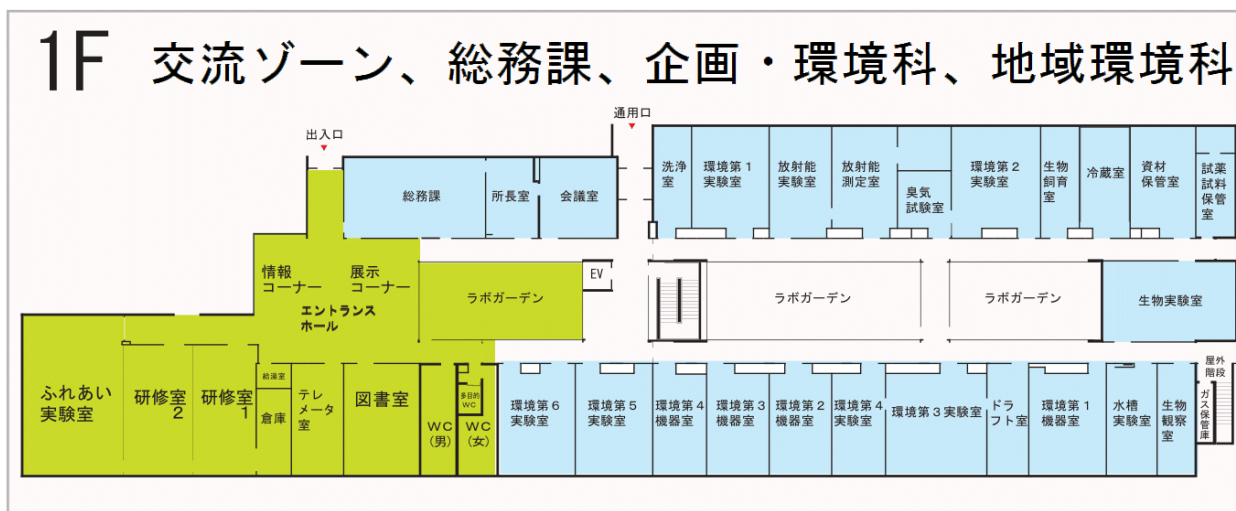 1F 交流ゾーン、総務課、企画・環境科、地域環境科
出入口
通用口
総務課
所長室
会議室
洗浄
室
環境第1
実験室
放射能
実験室
放射能
測定室
臭気
試験室
環境第2
実験室
生物
飼育
室
冷蔵室
資材
保管室
試薬
試料
保管
室
情報
コーナー
展示
コーナー
エントランス
ホール
ラボガーデン
EV
ラボガーデン
ラボガーデン
生物実験室
ふれあい
実験室
研修室
2
研修室
1
給湯室
倉庫
テレ
メータ
室
図書室
WC
(男)
多目的
WC
WC
(女)
環境第6
実験室
環境第5
実験室
環境第4
機器室
環境第3
機器室
環境第2
機器室
環境第4
実験室
環境第3実験室
ドラ
フト室
環境第1
機器室
水槽
実験室
生物
観察
室
屋外
階段
ガス保管庫